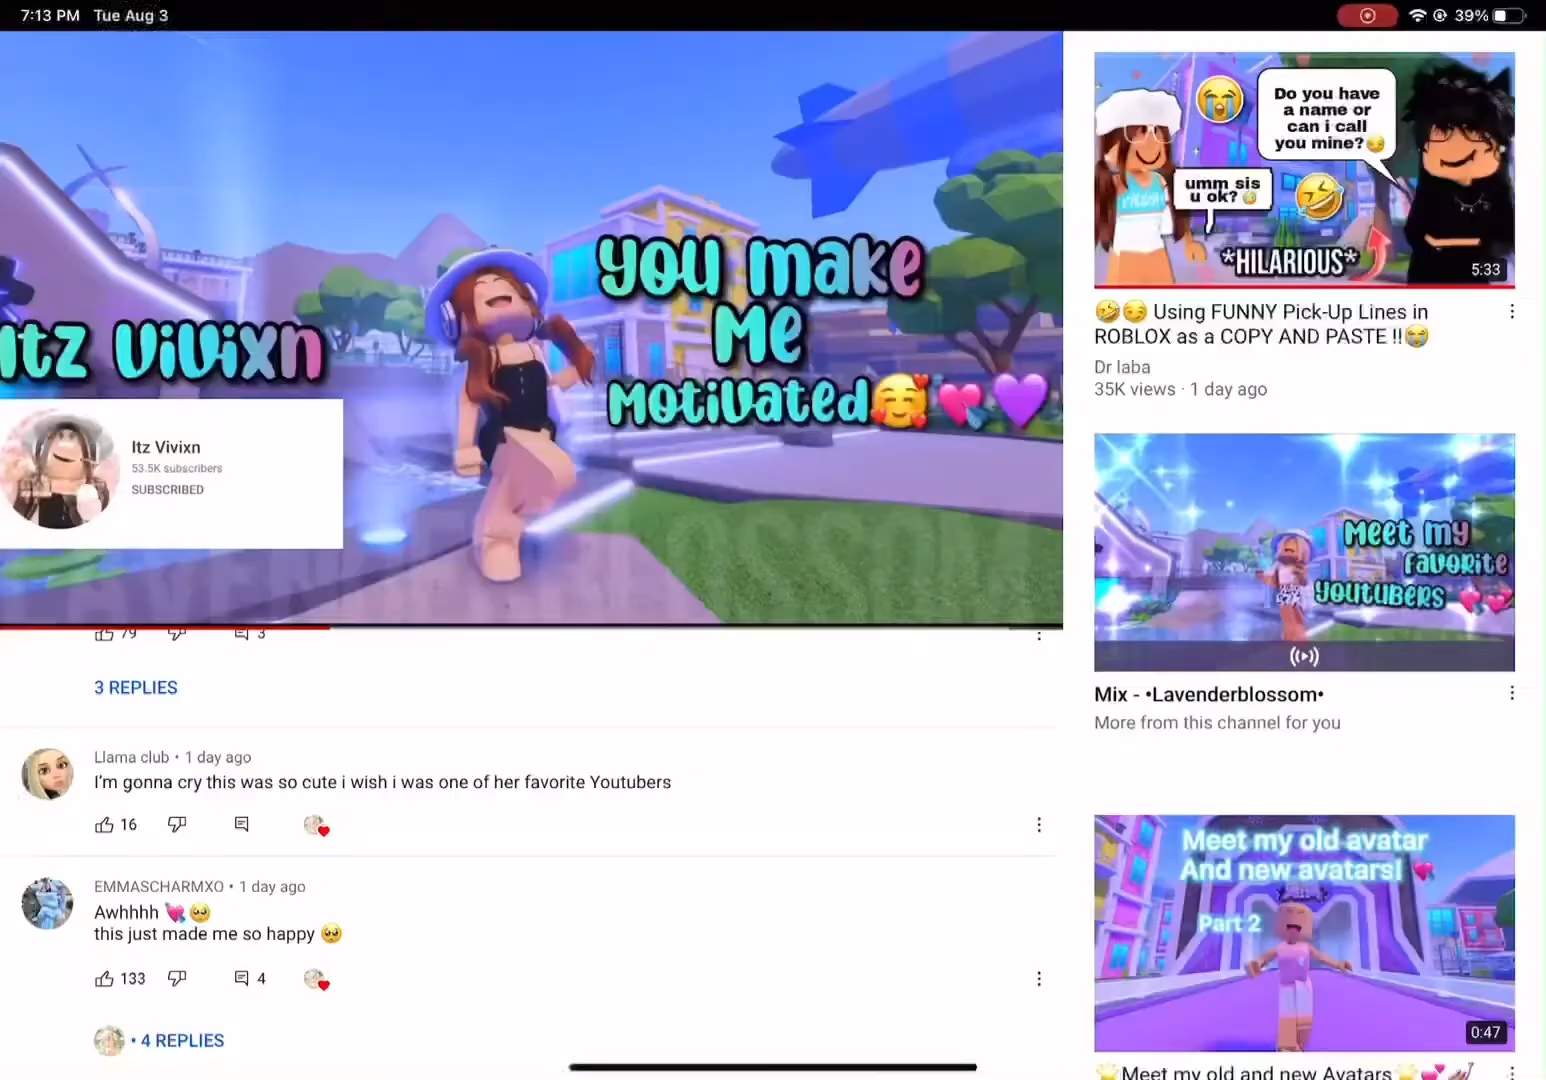 7:13 PM Tue Aug 3
39%
Itz ViVixn
you make
Me
Motivated🥰💘💜
Itz Vivixn
53.5K subscribers
SUBSCRIBED
LAVENDERBLOSSOM
79
3
3 REPLIES
Llama club • 1 day ago
I'm gonna cry this was so cute i wish i was one of her favorite Youtubers
16
EMMASCHARMXO • 1 day ago
Awhhhh 💘🥺
this just made me so happy 🥺
133
4
• 4 REPLIES
Do you have
a name or
can i call
you mine?😏
umm sis
u ok?
*HILARIOUS*
5:33
🤣😏 Using FUNNY Pick-Up Lines in
ROBLOX as a COPY AND PASTE !!😭
Dr laba
35K views · 1 day ago
Meet my
favorite
youtubers 💘💘
Mix - •Lavenderblossom•
More from this channel for you
Meet my old avatar
And new avatars! 💘
Part 2
0:47
Meet my old and new Avatars